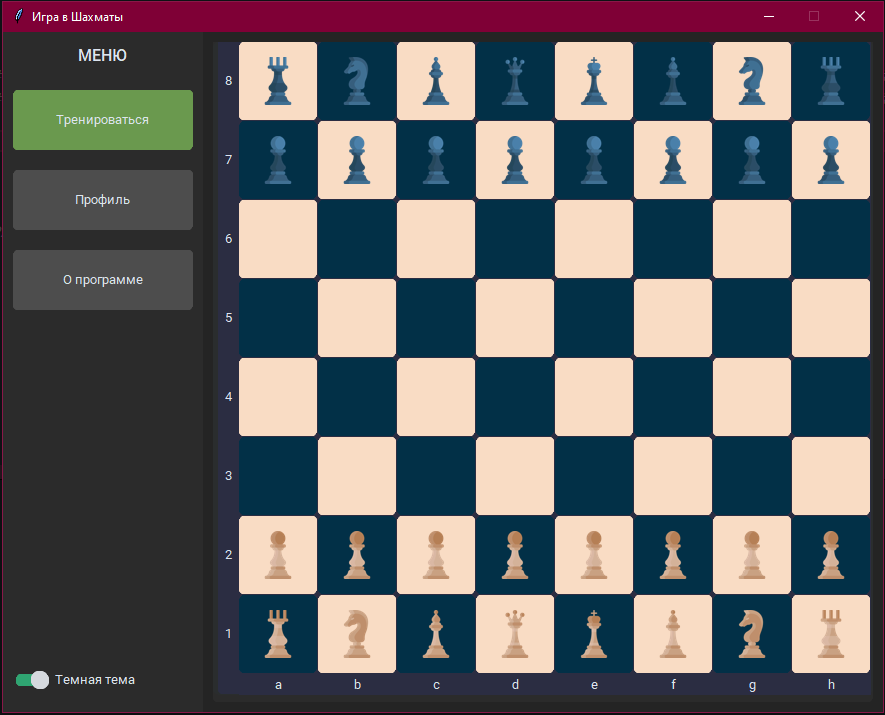 Игра в Шахматы
МЕНЮ
Тренироваться
Профиль
О программе
Темная тема
8
7
6
5
4
3
2
1
a b c d e f g h